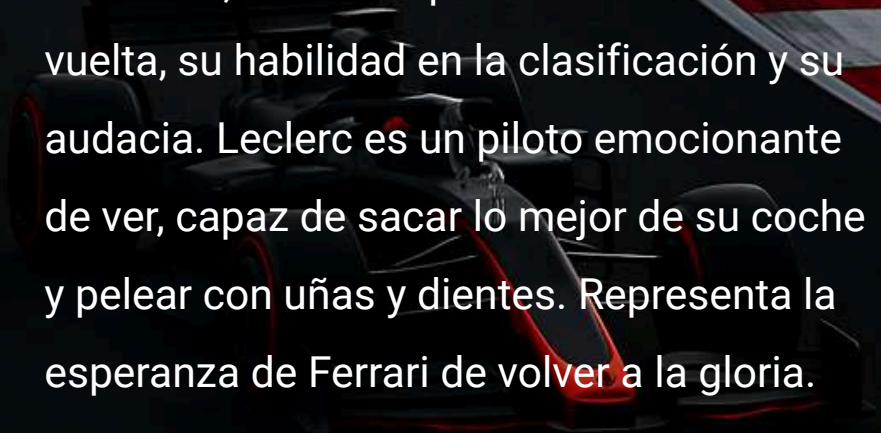 vuelta, su habilidad en la clasificación y su
audacia. Leclerc es un piloto emocionante
de ver, capaz de sacar lo mejor de su coche
y pelear con uñas y dientes. Representa la
esperanza de Ferrari de volver a la gloria.